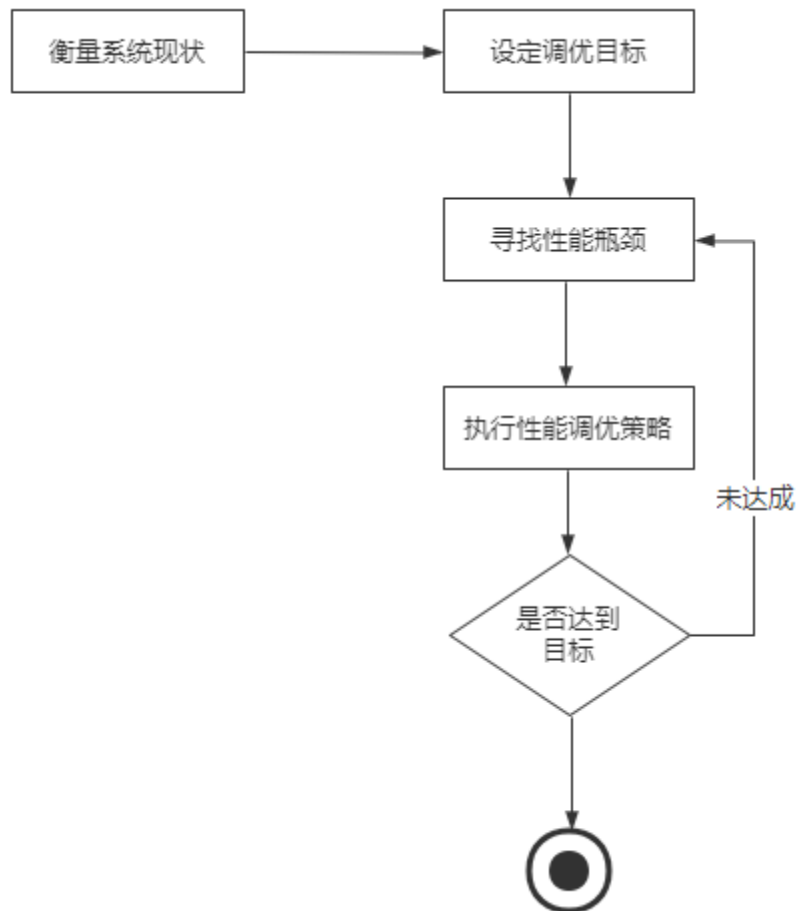 衡量系统现状
设定调优目标
寻找性能瓶颈
执行性能调优策略
未达成
是否达到
目标